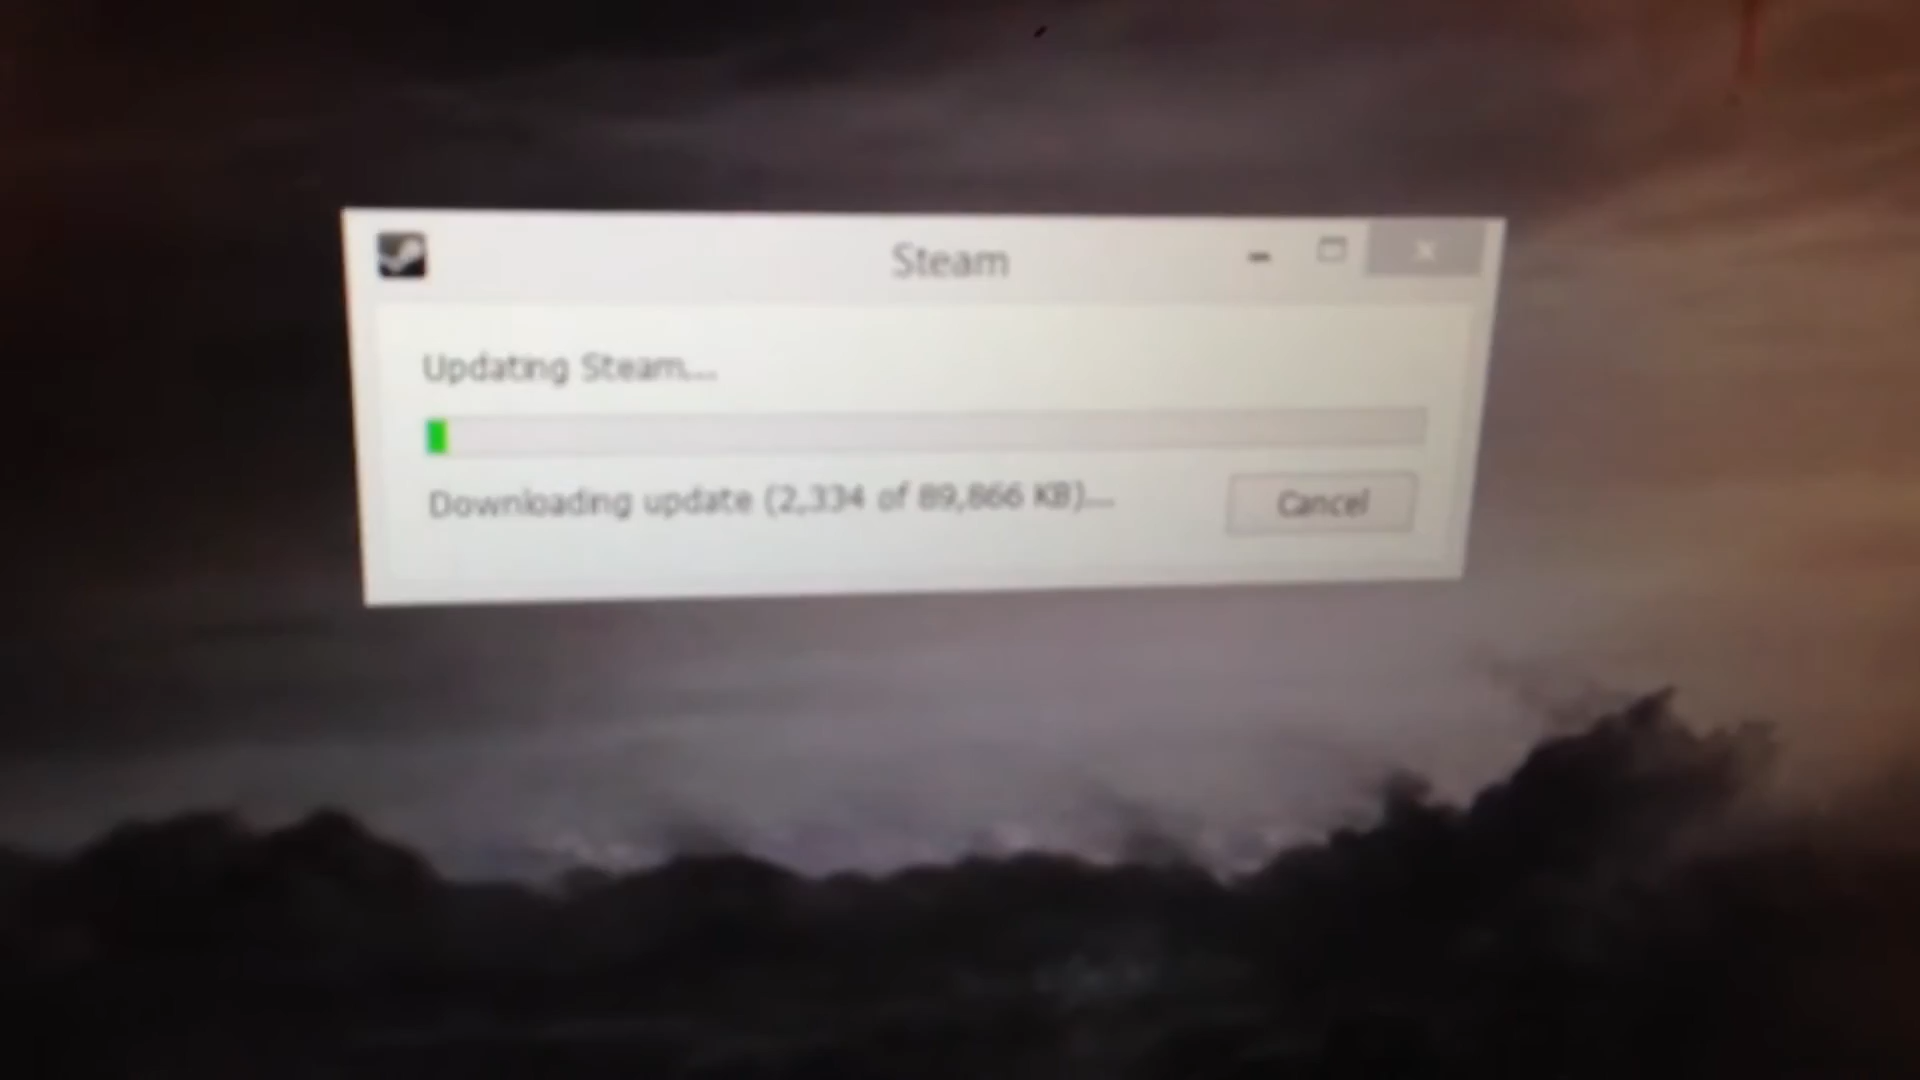 Steam
Updating Steam...
Downloading update (2,334 of 89,866 KB)...
Cancel